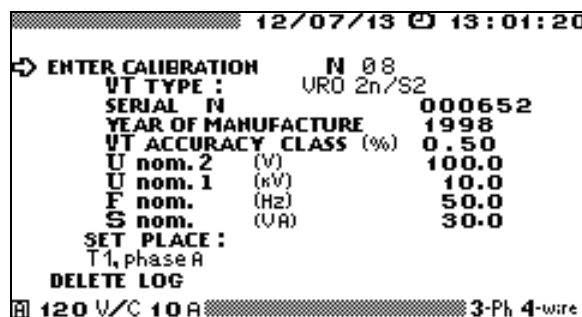 12/07/13 13:01:20
ENTER CALIBRATION N 08
VT TYPE : VRO 2n/S2
SERIAL N 000652
YEAR OF MANUFACTURE 1998
VT ACCURACY CLASS (%) 0.50
U nom. 2 (V) 100.0
U nom. 1 (кV) 10.0
F nom. (Hz) 50.0
S nom. (VA) 30.0
SET PLACE :
T1, phase A
DELETE LOG
A 120 V/C 10 A 3-Ph 4-wire